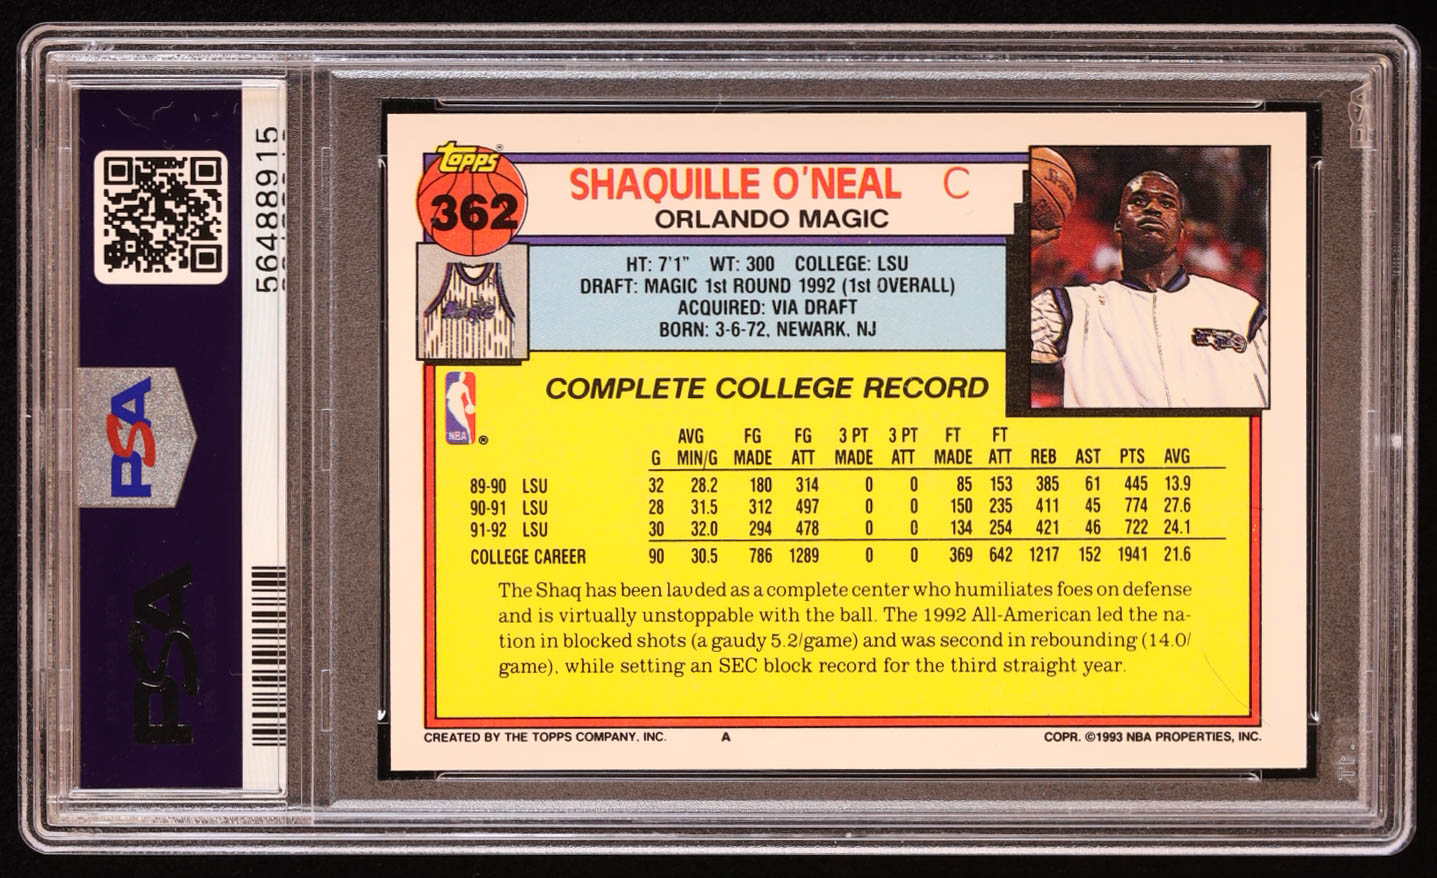 56488915
PSA
PSA
TOPPS
362
SHAQUILLE O'NEAL C
ORLANDO MAGIC
HT: 7'1" WT: 300 COLLEGE: LSU
DRAFT: MAGIC 1st ROUND 1992 (1st OVERALL)
ACQUIRED: VIA DRAFT
BORN: 3-6-72, NEWARK, NJ
Magic
NBA ®
COMPLETE COLLEGE RECORD
AVG FG FG 3 PT 3 PT FT FT
G MIN/G MADE ATT MADE ATT MADE ATT REB AST PTS AVG
89-90 LSU 32 28.2 180 314 0 0 85 153 385 61 445 13.9
90-91 LSU 28 31.5 312 497 0 0 150 235 411 45 774 27.6
91-92 LSU 30 32.0 294 478 0 0 134 254 421 46 722 24.1
COLLEGE CAREER 90 30.5 786 1289 0 0 369 642 1217 152 1941 21.6
The Shaq has been lauded as a complete center who humiliates foes on defense
and is virtually unstoppable with the ball. The 1992 All-American led the na-
tion in blocked shots (a gaudy 5.2/game) and was second in rebounding (14.0/
game), while setting an SEC block record for the third straight year.
CREATED BY THE TOPPS COMPANY, INC. A COPR. ©1993 NBA PROPERTIES, INC.
PSA